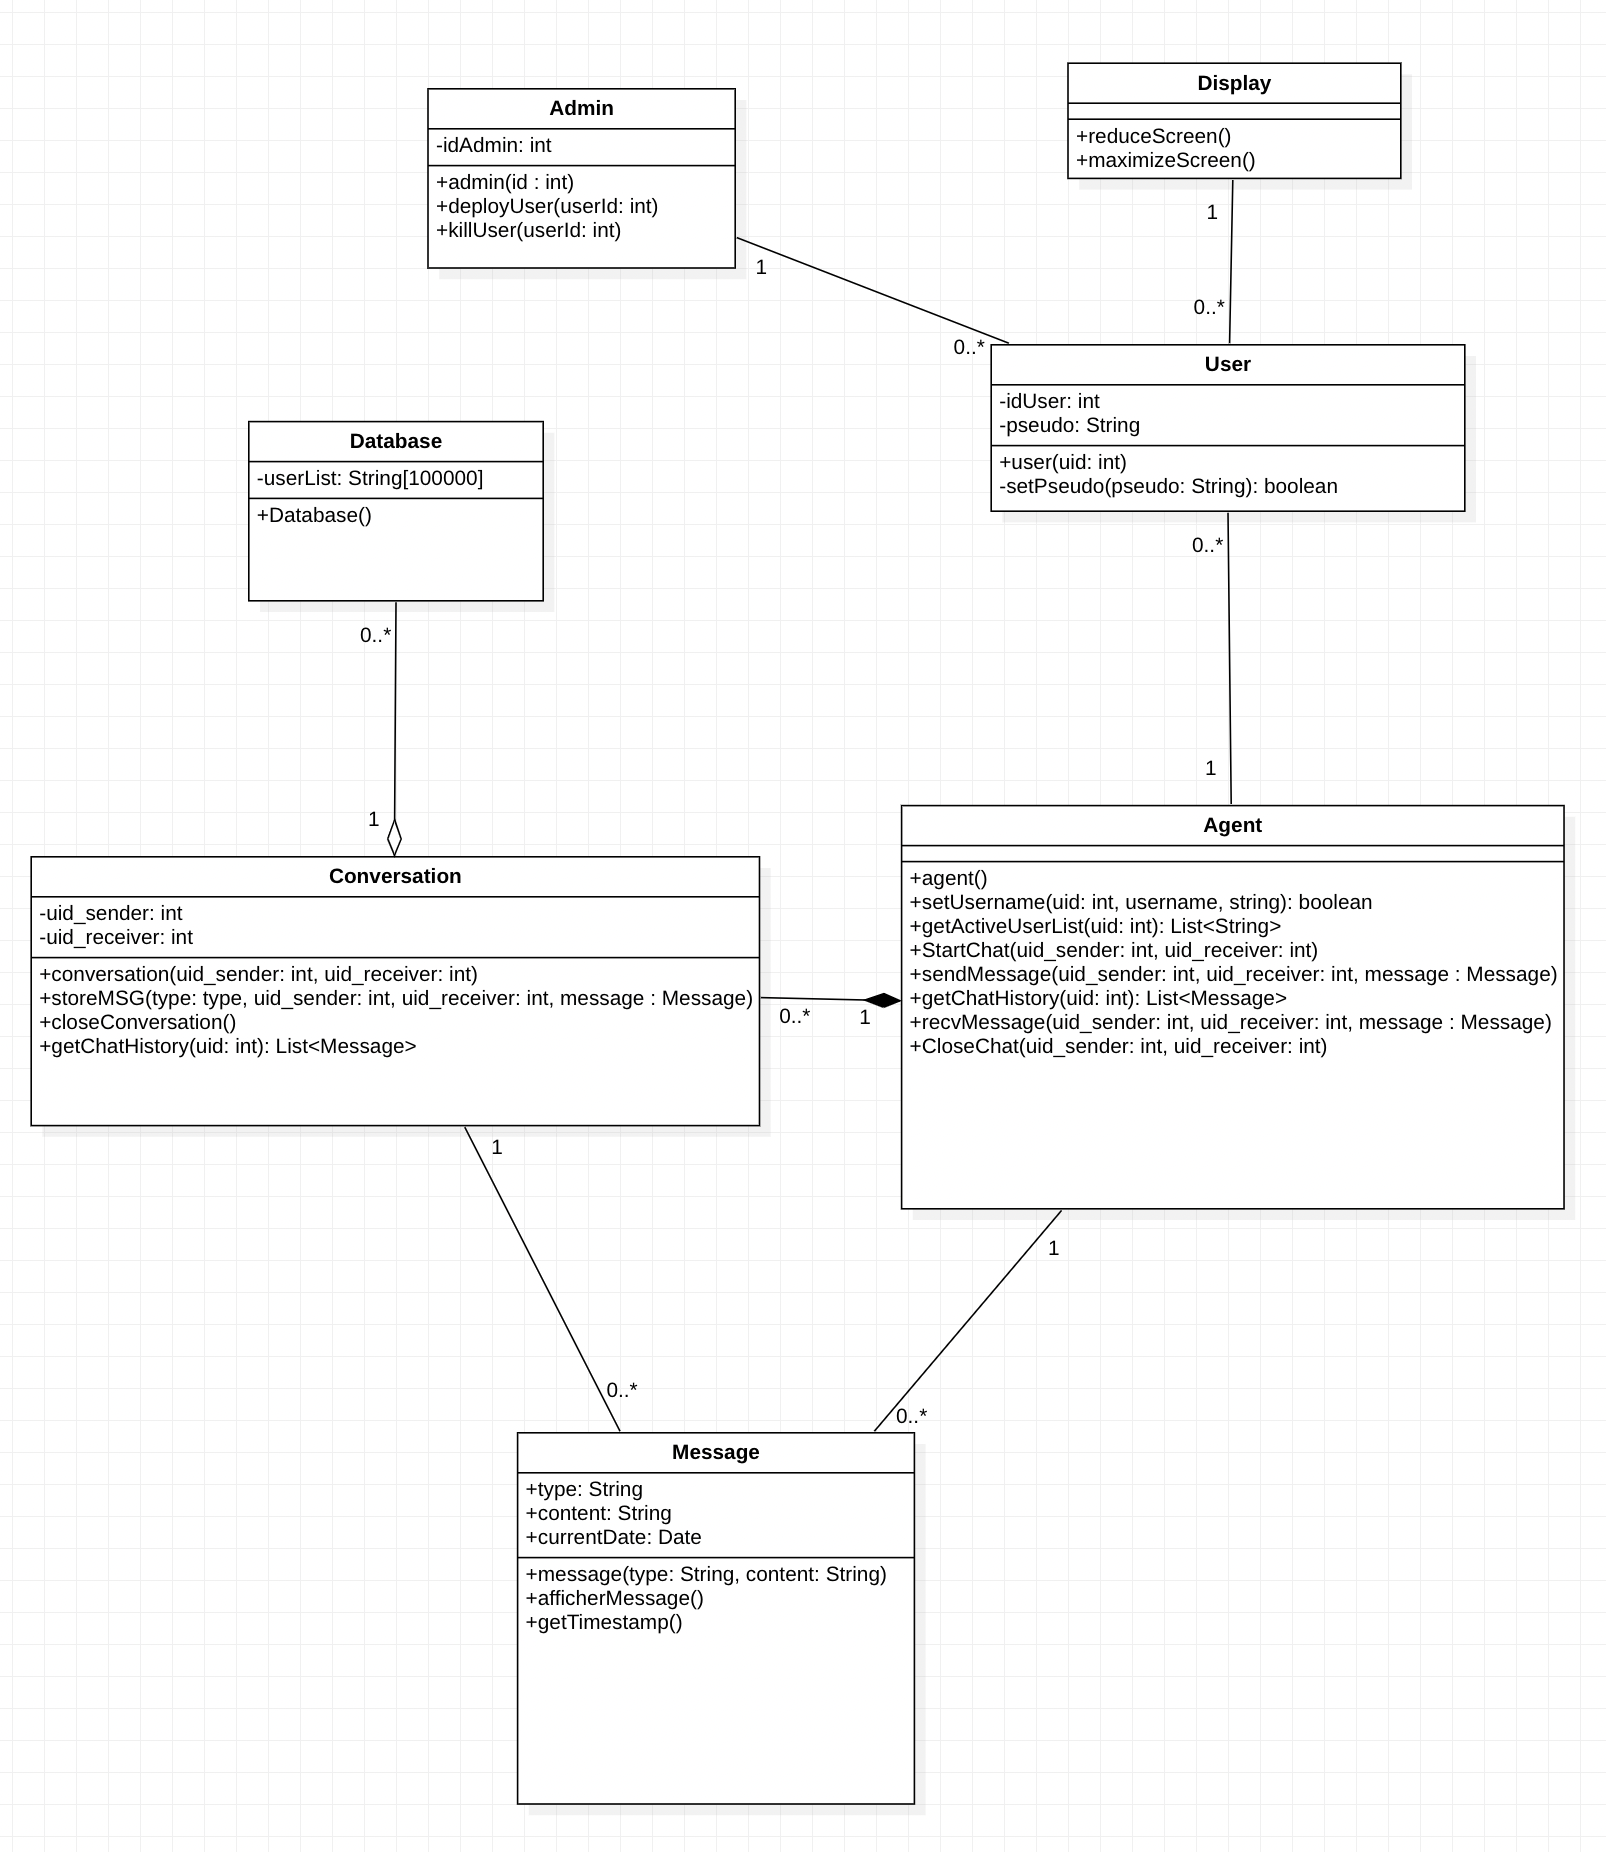 Display
+reduceScreen()
+maximizeScreen()
Admin
-idAdmin: int
+admin(id : int)
+deployUser(userId: int)
+killUser(userId: int)
1
1
0..*
0..*
User
-idUser: int
-pseudo: String
+user(uid: int)
-setPseudo(pseudo: String): boolean
Database
-userList: String[100000]
+Database()
0..*
0..*
1
1
Conversation
-uid_sender: int
-uid_receiver: int
+conversation(uid_sender: int, uid_receiver: int)
+storeMSG(type: type, uid_sender: int, uid_receiver: int, message : Message)
+closeConversation()
+getChatHistory(uid: int): List<Message>
0..*
1
Agent
+agent()
+setUsername(uid: int, username, string): boolean
+getActiveUserList(uid: int): List<String>
+StartChat(uid_sender: int, uid_receiver: int)
+sendMessage(uid_sender: int, uid_receiver: int, message : Message)
+getChatHistory(uid: int): List<Message>
+recvMessage(uid_sender: int, uid_receiver: int, message : Message)
+CloseChat(uid_sender: int, uid_receiver: int)
1
1
0..*
0..*
Message
+type: String
+content: String
+currentDate: Date
+message(type: String, content: String)
+afficherMessage()
+getTimestamp()